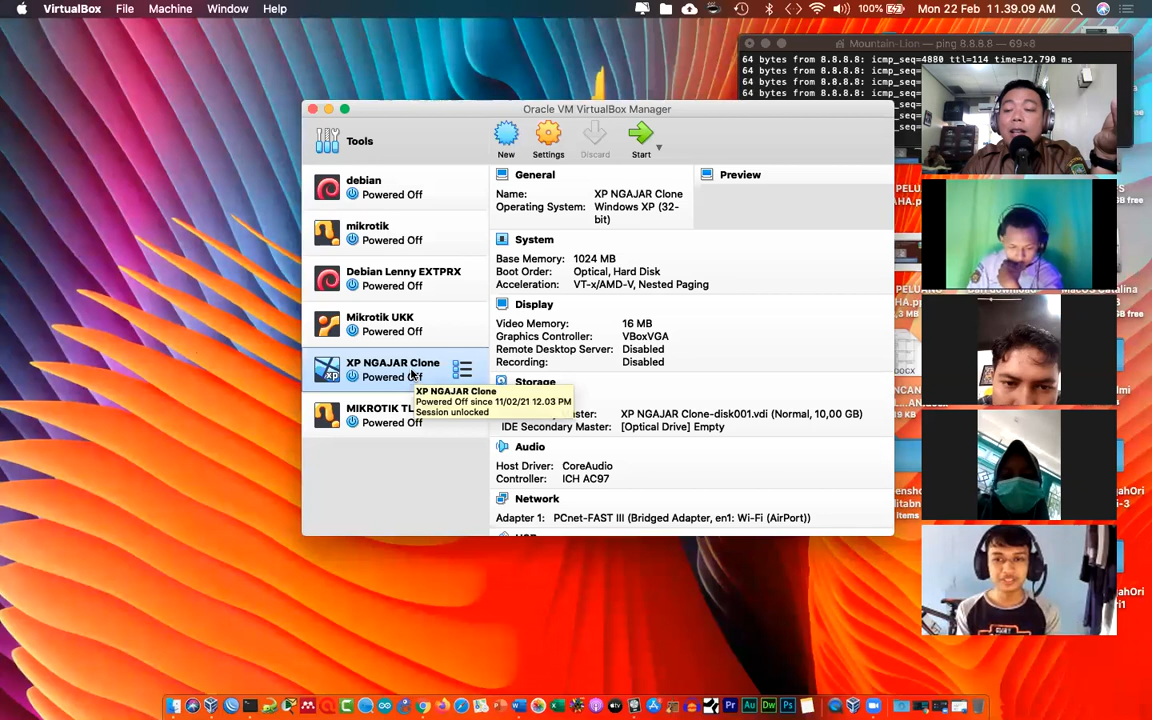 VirtualBox File Machine Window Help
100% Mon 22 Feb 11.39.09 AM
Mountain-Lion — ping 8.8.8.8 — 69×8
64 bytes from 8.8.8.8: icmp_seq=4880 ttl=114 time=12.790 ms
64 bytes from 8.8.8.8: icmp_seq=
64 bytes from 8.8.8.8: icmp_seq=
64 bytes from 8.8.8.8: icmp_seq=
Oracle VM VirtualBox Manager
Tools
New Settings Discard Start
debian
Powered Off
mikrotik
Powered Off
Debian Lenny EXTPRX
Powered Off
Mikrotik UKK
Powered Off
XP NGAJAR Clone
Powered Off
MIKROTIK TL
Powered Off
XP NGAJAR Clone
Powered Off since 11/02/21 12.03 PM
Session unlocked
General
Name: XP NGAJAR Clone
Operating System: Windows XP (32-
bit)
Preview
System
Base Memory: 1024 MB
Boot Order: Optical, Hard Disk
Acceleration: VT-x/AMD-V, Nested Paging
Display
Video Memory: 16 MB
Graphics Controller: VBoxVGA
Remote Desktop Server: Disabled
Recording: Disabled
Storage
ster: XP NGAJAR Clone-disk001.vdi (Normal, 10,00 GB)
IDE Secondary Master: [Optical Drive] Empty
Audio
Host Driver: CoreAudio
Controller: ICH AC97
Network
Adapter 1: PCnet-FAST III (Bridged Adapter, en1: Wi-Fi (AirPort))